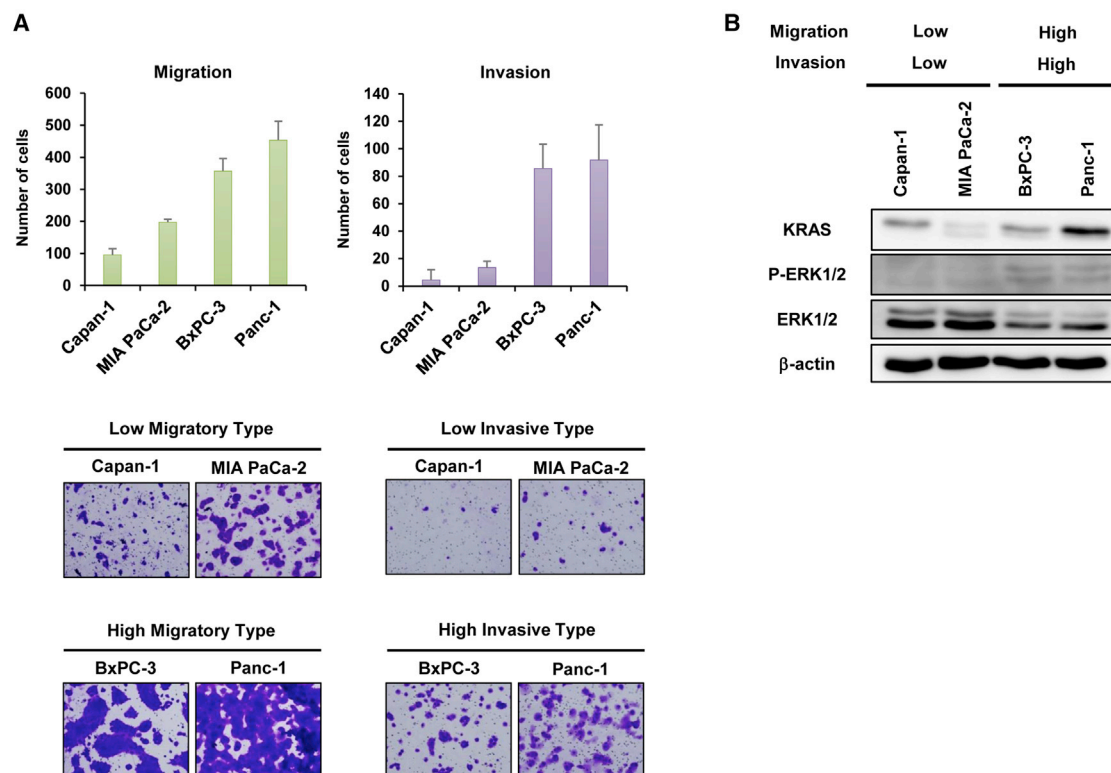 A
Migration
Number of cells
600
500
400
300
200
100
0
Capan-1
MIA PaCa-2
BxPC-3
Panc-1
Invasion
Number of cells
140
120
100
80
60
40
20
0
Capan-1
MIA PaCa-2
BxPC-3
Panc-1
Low Migratory Type
Capan-1 MIA PaCa-2
Low Invasive Type
Capan-1 MIA PaCa-2
High Migratory Type
BxPC-3 Panc-1
High Invasive Type
BxPC-3 Panc-1
B
Migration Low High
Invasion Low High
Capan-1
MIA PaCa-2
BxPC-3
Panc-1
KRAS
P-ERK1/2
ERK1/2
β-actin